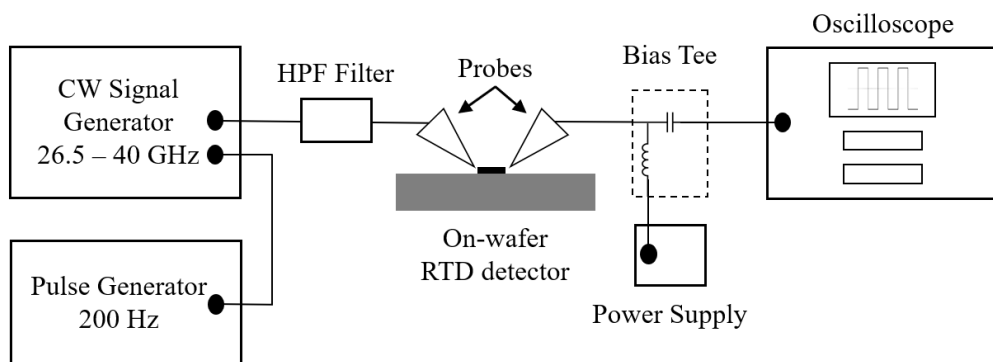 CW Signal
Generator
26.5 – 40 GHz
HPF Filter
Probes
Bias Tee
Oscilloscope
On-wafer
RTD detector
Pulse Generator
200 Hz
Power Supply